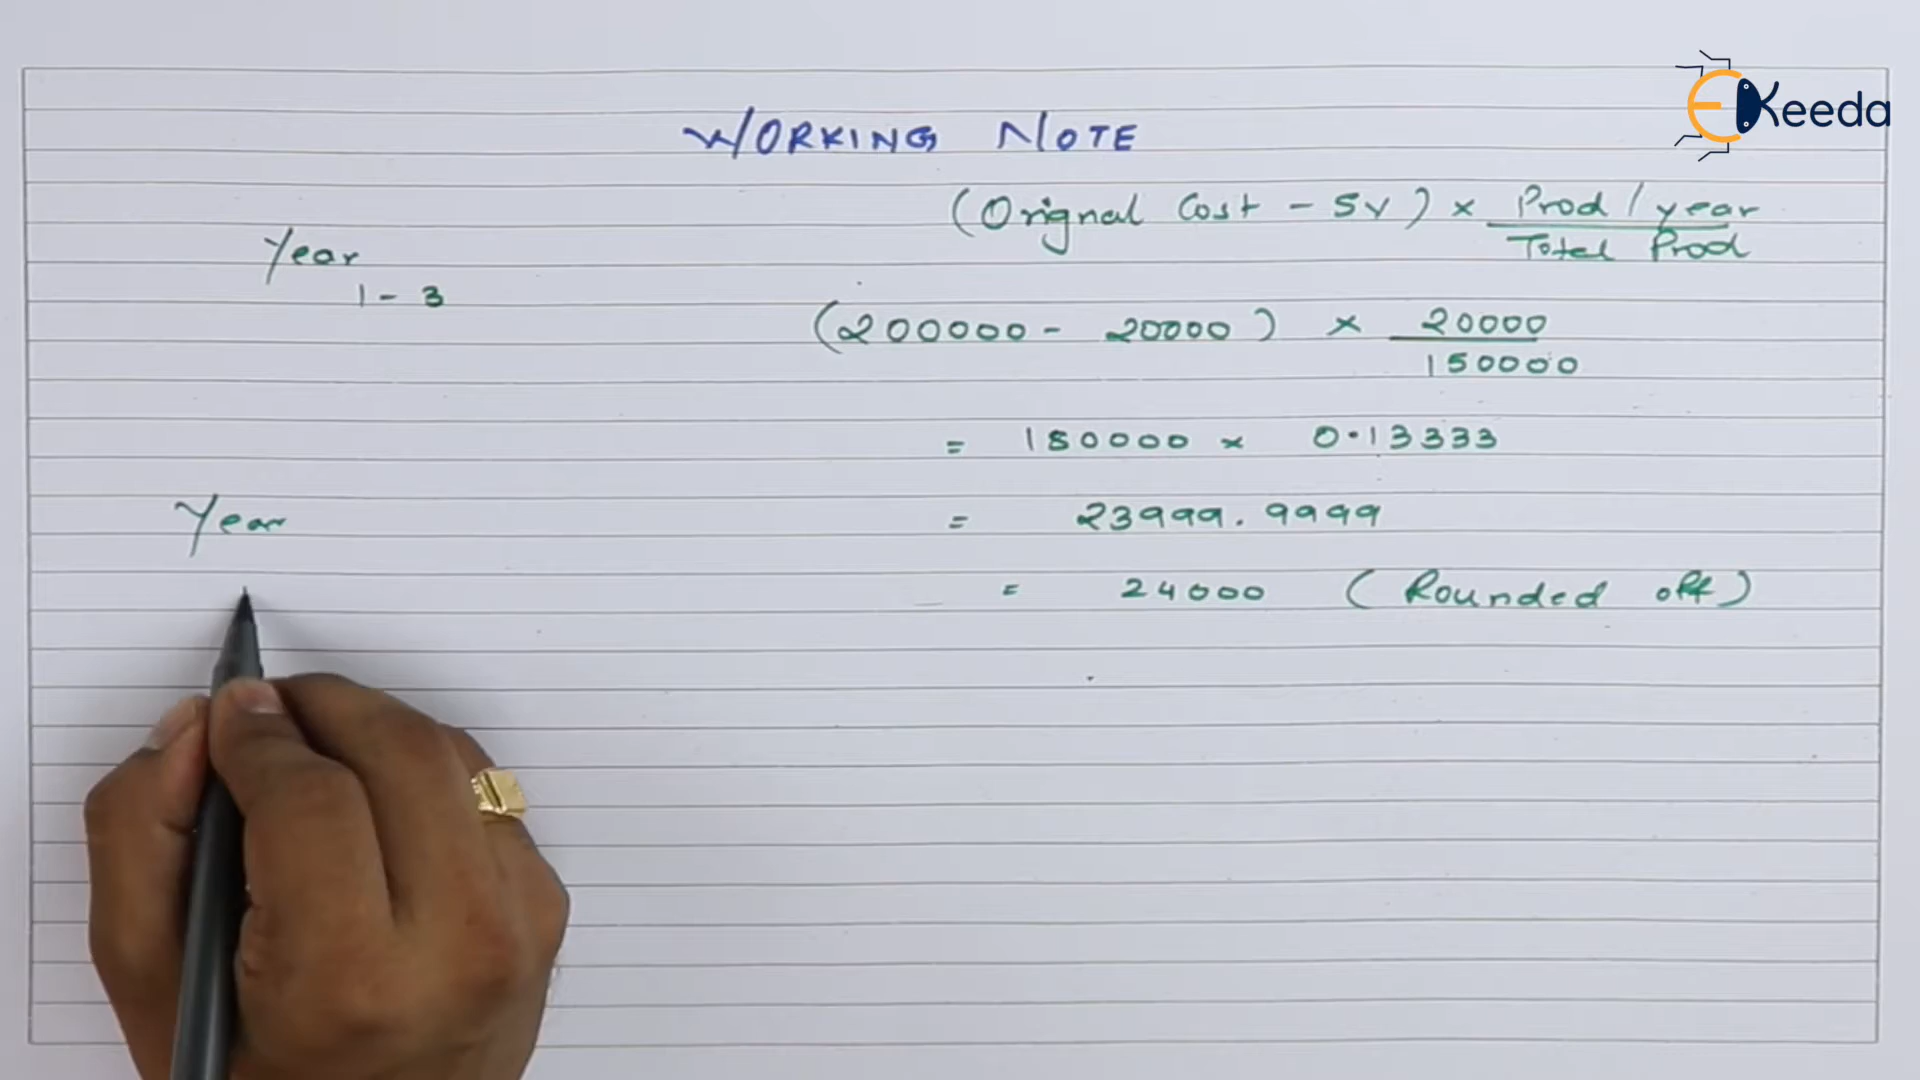 EKeeda
WORKING NOTE
(Orignal Cost - SV) × Prod / year
Total Prod
Year
1 - 3
(200000 - 20000) × 20000
150000
= 180000 × 0.13333
Year
= 23999.9999
= 24000 (Rounded off)